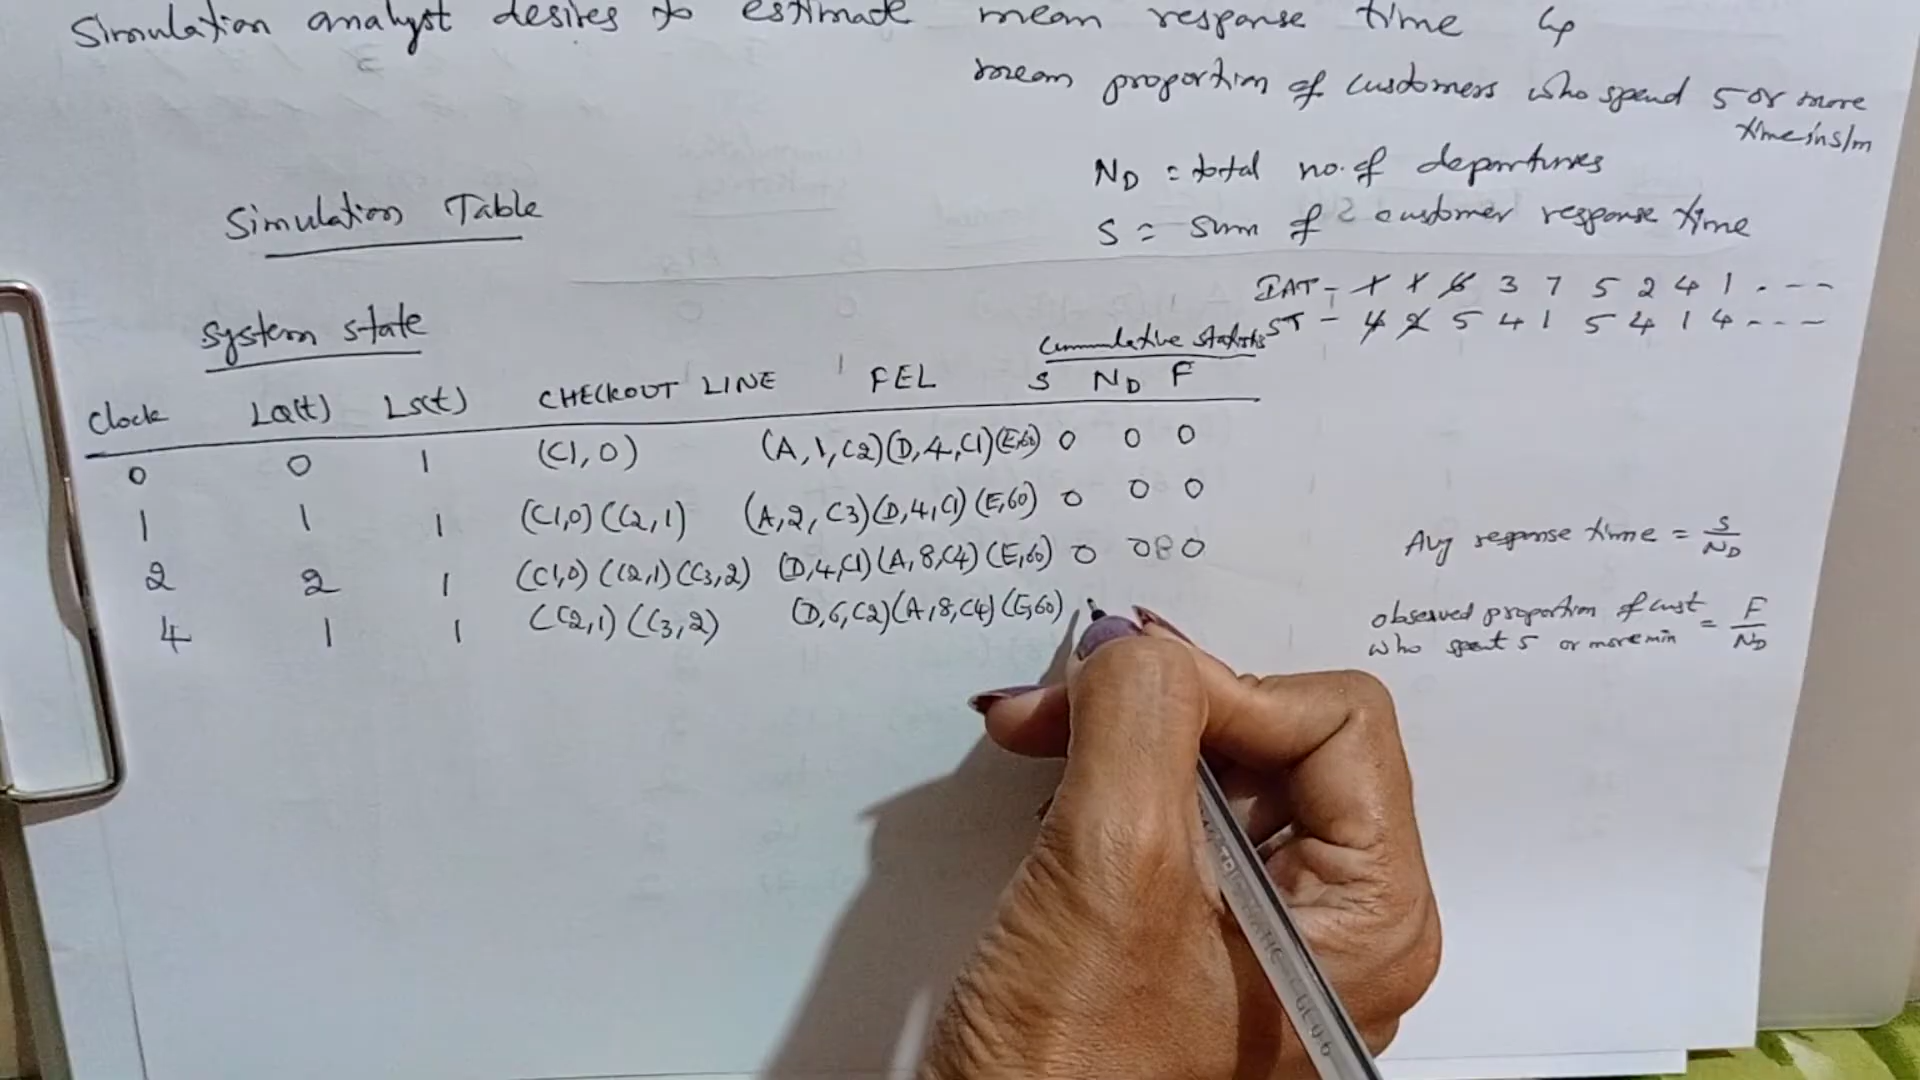 Simulation analyst desires to estimate mean response time &
mean proportion of customers who spend 5 or more
time in s/m
ND = total no. of departures
S = Sum of customer response time
Simulation Table
IAT - 1 1 6 3 7 5 2 4 1 . - - -
ST - 4 2 5 4 1 5 4 1 4 - - - -
System state
Cummulative Statistics
Clock LQ(t) LS(t) CHECKOUT LINE FEL S ND F
0 0 1 (C1,0) (A,1,C2)(D,4,C1)(E,60) 0 0 0
1 1 1 (C1,0)(C2,1) (A,2,C3)(D,4,C1)(E,60) 0 0 0
2 2 1 (C1,0)(C2,1)(C3,2) (D,4,C1)(A,8,C4)(E,60) 0 0 0
4 1 1 (C2,1)(C3,2) (D,6,C2)(A,8,C4)(E,60)
Avg response time = S/ND
observed proportion of cust
who spent 5 or more min = F/ND